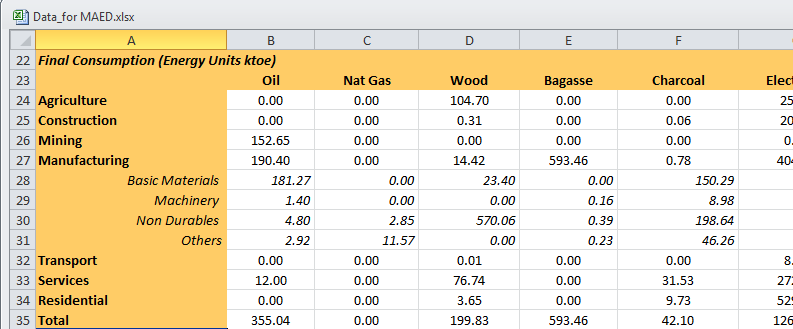 Data_for MAED.xlsx
A B C D E F
22 Final Consumption (Energy Units ktoe)
23 Oil Nat Gas Wood Bagasse Charcoal Elect
24 Agriculture 0.00 0.00 104.70 0.00 0.00 25
25 Construction 0.00 0.00 0.31 0.00 0.06 20
26 Mining 152.65 0.00 0.00 0.00 0.00 0.
27 Manufacturing 190.40 0.00 14.42 593.46 0.78 404
28 Basic Materials 181.27 0.00 23.40 0.00 150.29
29 Machinery 1.40 0.00 0.00 0.16 8.98
30 Non Durables 4.80 2.85 570.06 0.39 198.64
31 Others 2.92 11.57 0.00 0.23 46.26
32 Transport 0.00 0.00 0.01 0.00 0.00 8.
33 Services 12.00 0.00 76.74 0.00 31.53 272
34 Residential 0.00 0.00 3.65 0.00 9.73 529
35 Total 355.04 0.00 199.83 593.46 42.10 126